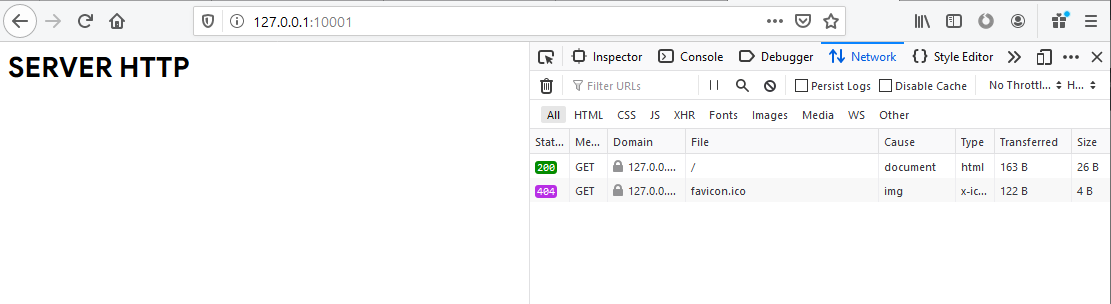 127.0.0.1:10001
SERVER HTTP
Inspector Console Debugger Network Style Editor
Filter URLs Persist Logs Disable Cache No Throttl... H...
All HTML CSS JS XHR Fonts Images Media WS Other
Stat... Me... Domain File Cause Type Transferred Size
200 GET 127.0.0.... / document html 163 B 26 B
404 GET 127.0.0.... favicon.ico img x-ic... 122 B 4 B